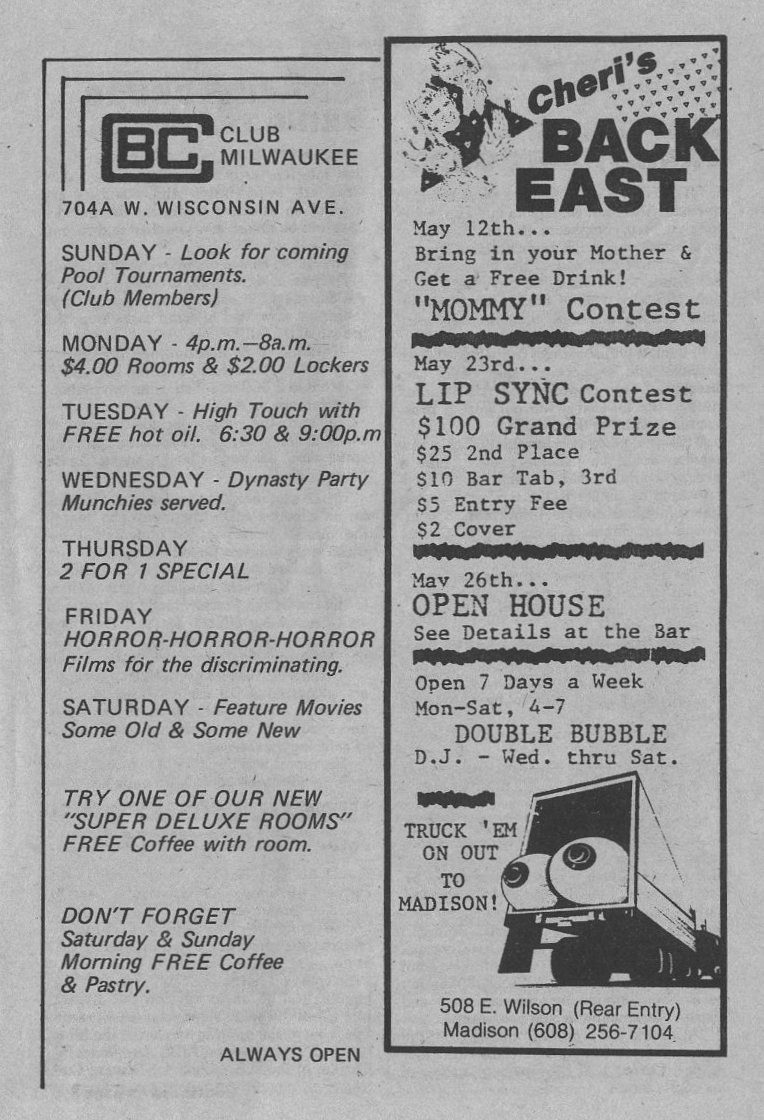 CBC CLUB
MILWAUKEE
704A W. WISCONSIN AVE.
SUNDAY - Look for coming
Pool Tournaments.
(Club Members)
MONDAY - 4p.m.—8a.m.
$4.00 Rooms & $2.00 Lockers
TUESDAY - High Touch with
FREE hot oil. 6:30 & 9:00p.m
WEDNESDAY - Dynasty Party
Munchies served.
THURSDAY
2 FOR 1 SPECIAL
FRIDAY
HORROR-HORROR-HORROR
Films for the discriminating.
SATURDAY - Feature Movies
Some Old & Some New
TRY ONE OF OUR NEW
"SUPER DELUXE ROOMS"
FREE Coffee with room.
DON'T FORGET
Saturday & Sunday
Morning FREE Coffee
& Pastry.
ALWAYS OPEN
Cheri's
BACK
EAST
May 12th...
Bring in your Mother &
Get a Free Drink!
"MOMMY" Contest
May 23rd...
LIP SYNC Contest
$100 Grand Prize
$25 2nd Place
$10 Bar Tab, 3rd
$5 Entry Fee
$2 Cover
May 26th...
OPEN HOUSE
See Details at the Bar
Open 7 Days a Week
Mon-Sat, 4-7
DOUBLE BUBBLE
D.J. - Wed. thru Sat.
TRUCK 'EM
ON OUT
TO
MADISON!
508 E. Wilson (Rear Entry)
Madison (608) 256-7104